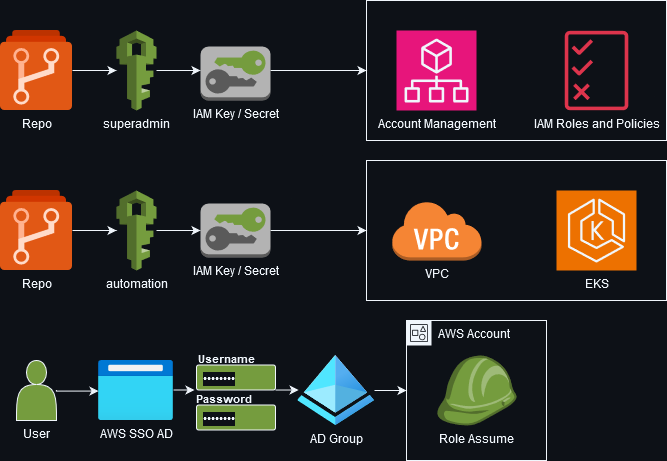 Repo
superadmin
IAM Key / Secret
Account Management
IAM Roles and Policies
Repo
automation
IAM Key / Secret
VPC
VPC
K
EKS
AWS Account
Username
••••••••
Password
••••••••
User
AWS SSO AD
AD Group
Role Assume